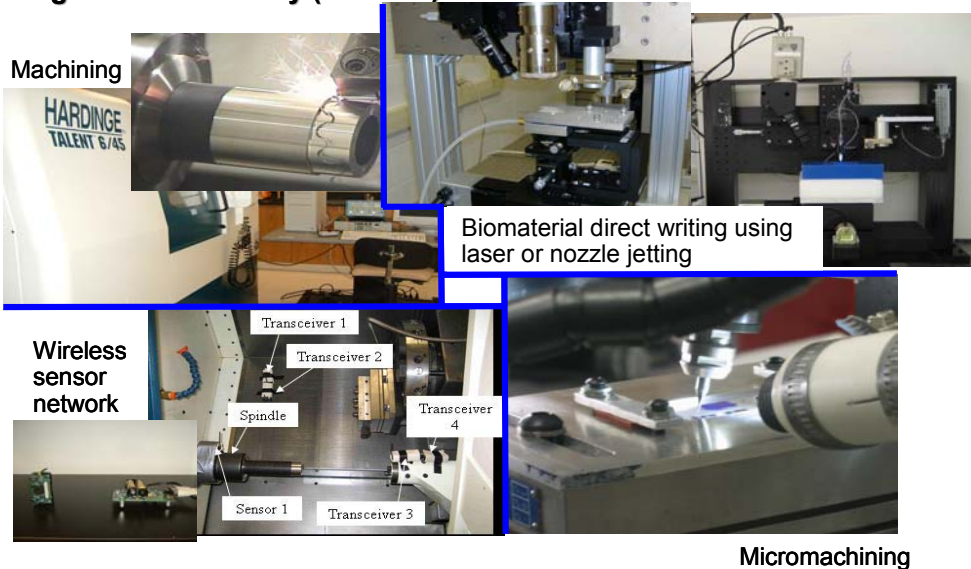 Machining
HARDINGE
TALENT 6/45
Biomaterial direct writing using
laser or nozzle jetting
Wireless
sensor
network
Transceiver 1
Transceiver 2
Spindle
Transceiver
4
Sensor 1
Transceiver 3
Micromachining